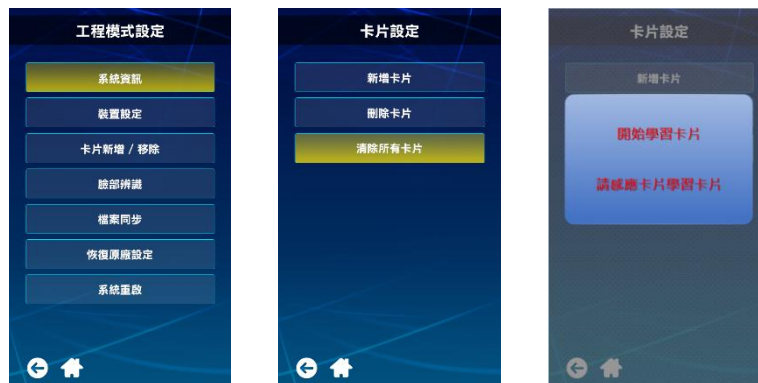 工程模式設定
系統資訊
裝置設定
卡片新增 / 移除
臉部辨識
檔案同步
恢復原廠設定
系統重啟
卡片設定
新增卡片
刪除卡片
清除所有卡片
卡片設定
新增卡片
開始學習卡片
請感應卡片學習卡片